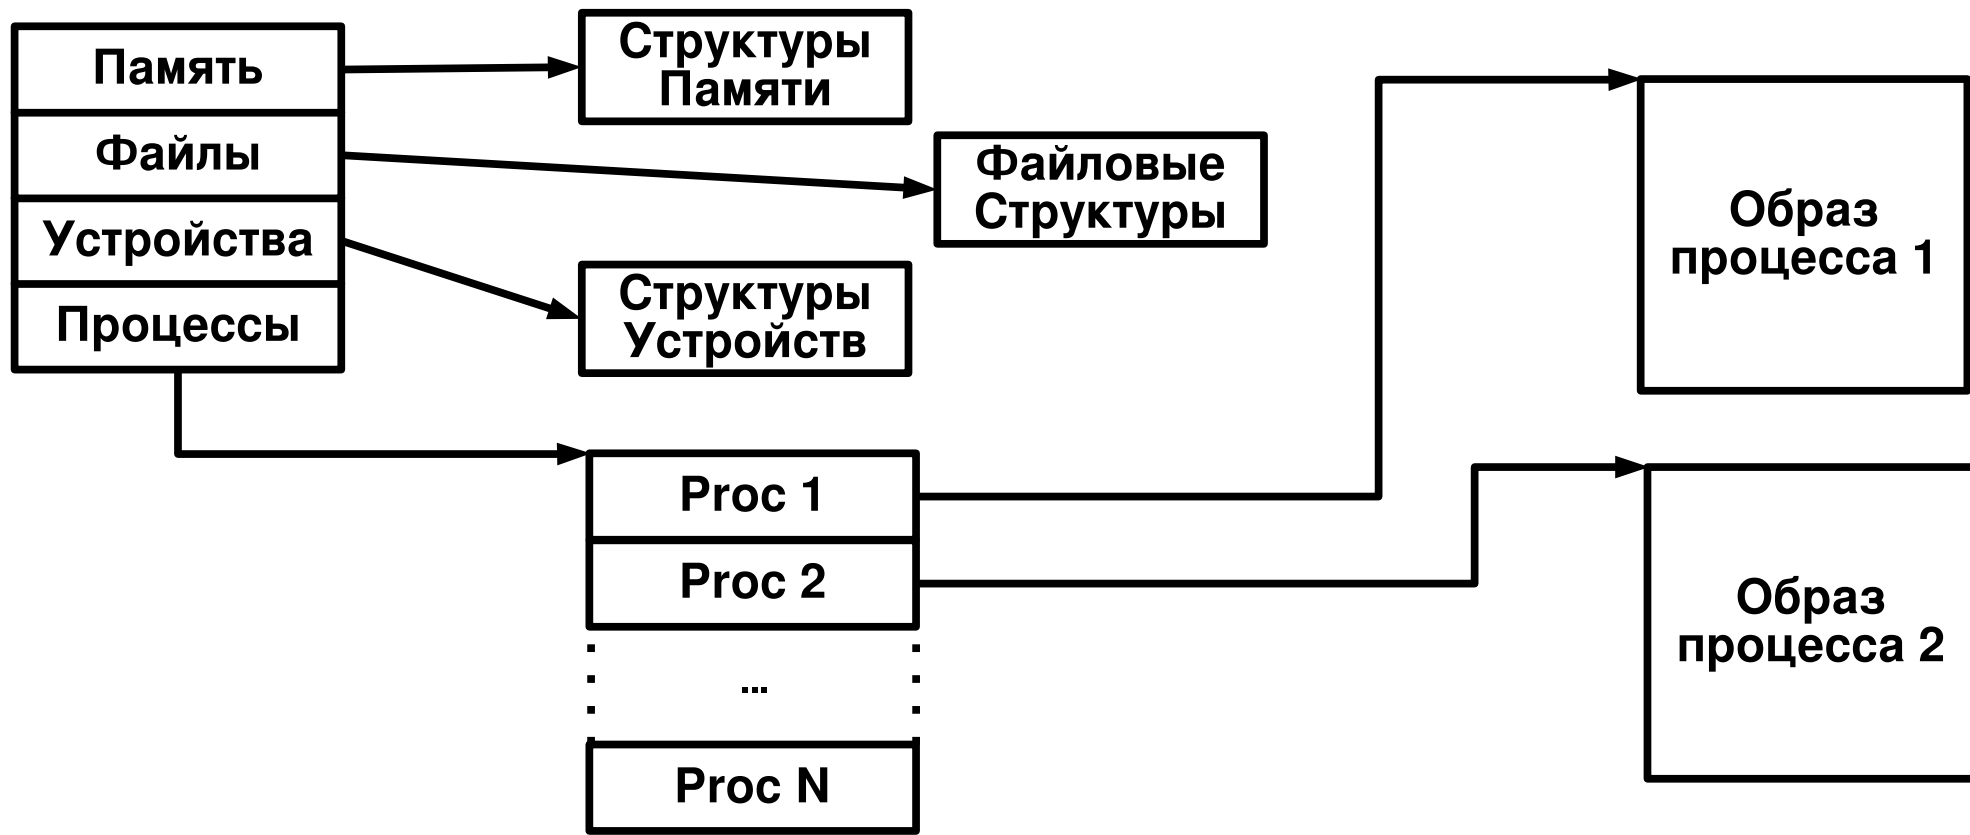 Память
Файлы
Устройства
Процессы
Структуры
Памяти
Файловые
Структуры
Структуры
Устройств
Proc 1
Proc 2
...
Proc N
Образ
процесса 1
Образ
процесса 2